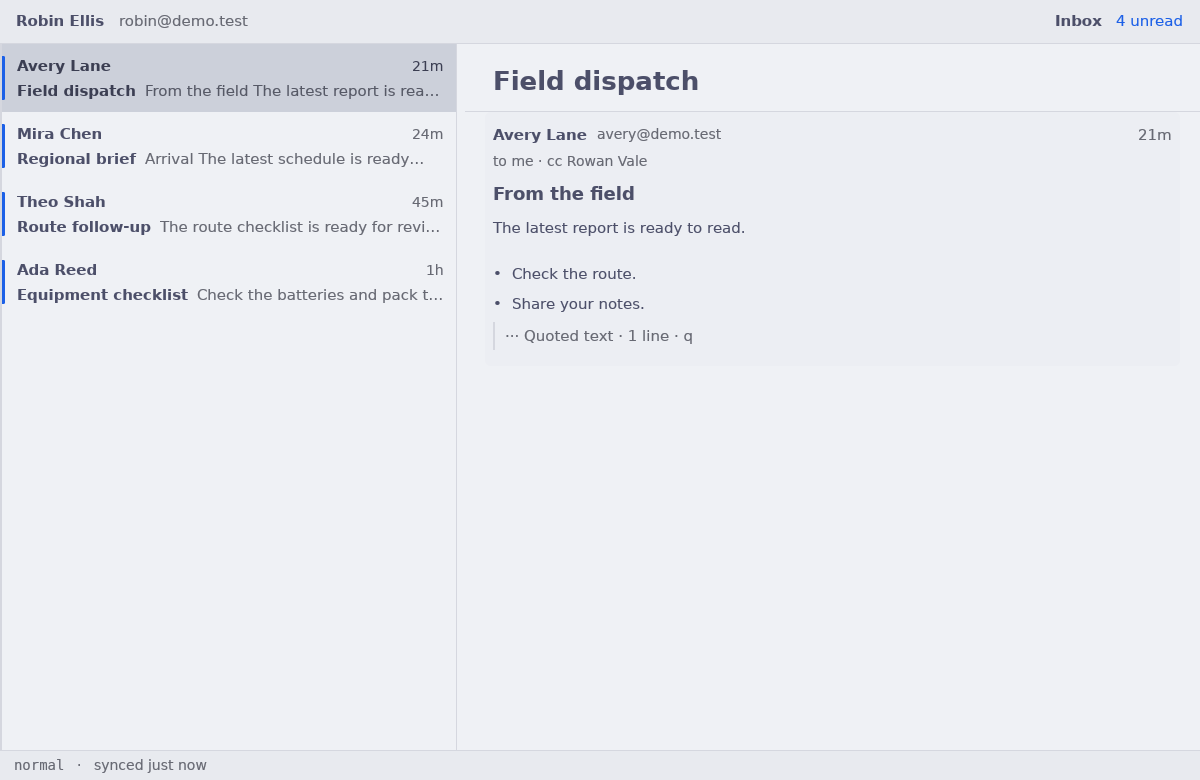 Robin Ellis robin@demo.test
Inbox 4 unread
Avery Lane 21m
Field dispatch From the field The latest report is rea…
Mira Chen 24m
Regional brief Arrival The latest schedule is ready…
Theo Shah 45m
Route follow-up The route checklist is ready for revi…
Ada Reed 1h
Equipment checklist Check the batteries and pack t…
Field dispatch
Avery Lane avery@demo.test 21m
to me · cc Rowan Vale
From the field
The latest report is ready to read.
• Check the route.
• Share your notes.
··· Quoted text · 1 line · q
normal · synced just now